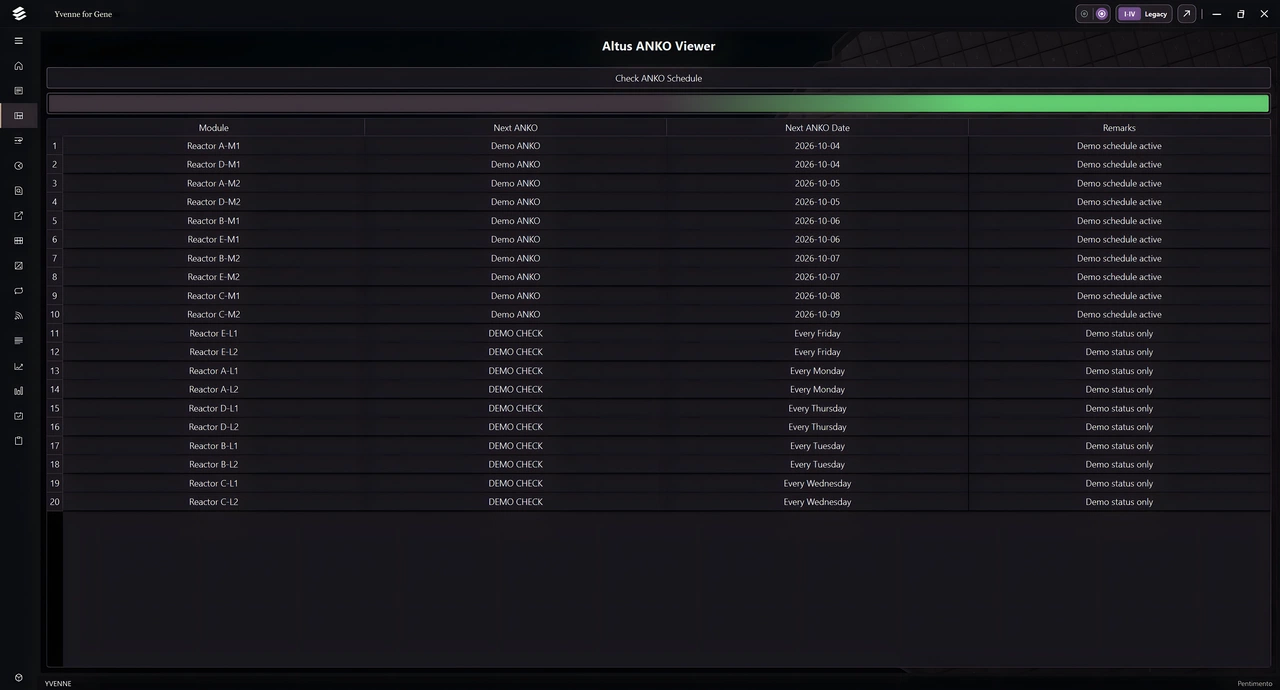 Yvenne for Gene
I-IV Legacy
Altus ANKO Viewer
Check ANKO Schedule
Module Next ANKO Next ANKO Date Remarks
1 Reactor A-M1 Demo ANKO 2026-10-04 Demo schedule active
2 Reactor D-M1 Demo ANKO 2026-10-04 Demo schedule active
3 Reactor A-M2 Demo ANKO 2026-10-05 Demo schedule active
4 Reactor D-M2 Demo ANKO 2026-10-05 Demo schedule active
5 Reactor B-M1 Demo ANKO 2026-10-06 Demo schedule active
6 Reactor E-M1 Demo ANKO 2026-10-06 Demo schedule active
7 Reactor B-M2 Demo ANKO 2026-10-07 Demo schedule active
8 Reactor E-M2 Demo ANKO 2026-10-07 Demo schedule active
9 Reactor C-M1 Demo ANKO 2026-10-08 Demo schedule active
10 Reactor C-M2 Demo ANKO 2026-10-09 Demo schedule active
11 Reactor E-L1 DEMO CHECK Every Friday Demo status only
12 Reactor E-L2 DEMO CHECK Every Friday Demo status only
13 Reactor A-L1 DEMO CHECK Every Monday Demo status only
14 Reactor A-L2 DEMO CHECK Every Monday Demo status only
15 Reactor D-L1 DEMO CHECK Every Thursday Demo status only
16 Reactor D-L2 DEMO CHECK Every Thursday Demo status only
17 Reactor B-L1 DEMO CHECK Every Tuesday Demo status only
18 Reactor B-L2 DEMO CHECK Every Tuesday Demo status only
19 Reactor C-L1 DEMO CHECK Every Wednesday Demo status only
20 Reactor C-L2 DEMO CHECK Every Wednesday Demo status only
YVENNE
Pentimento